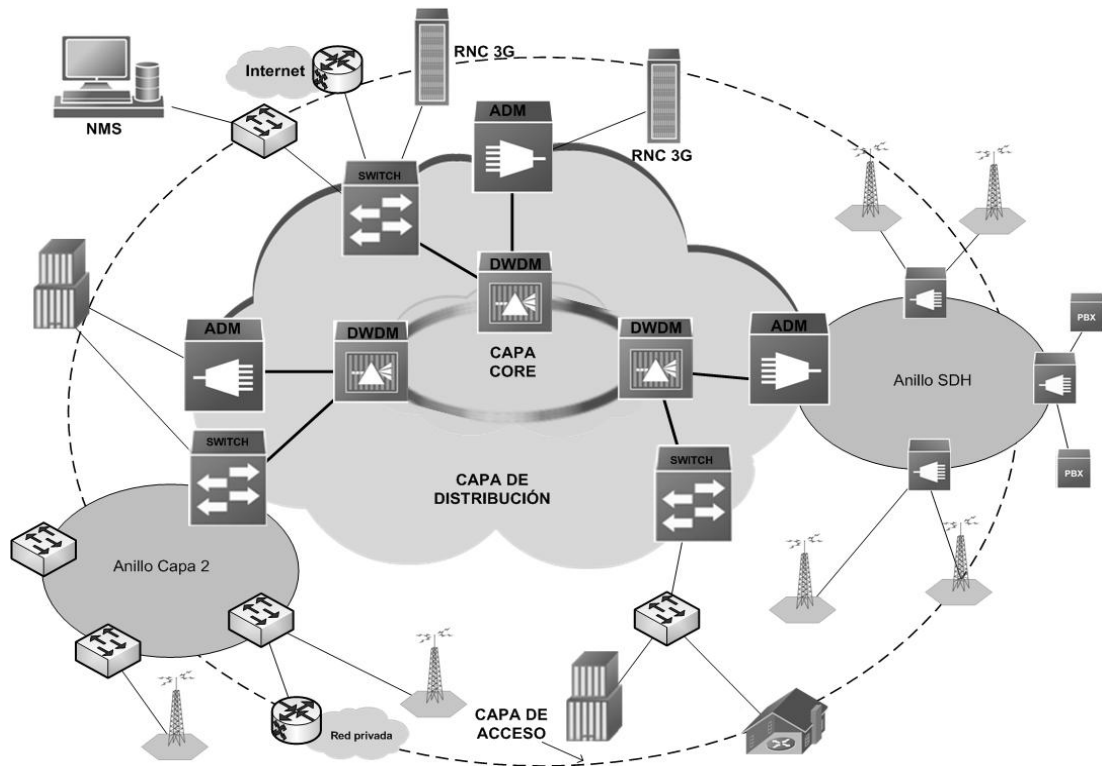 RNC 3G
Internet
RNC 3G
ADM
NMS
SWITCH
DWDM
PBX
ADM
DWDM
CAPA
CORE
DWDM
ADM
Anillo SDH
SWITCH
CAPA DE
DISTRIBUCIÓN
SWITCH
PBX
Anillo Capa 2
CAPA DE
ACCESO
Red privada